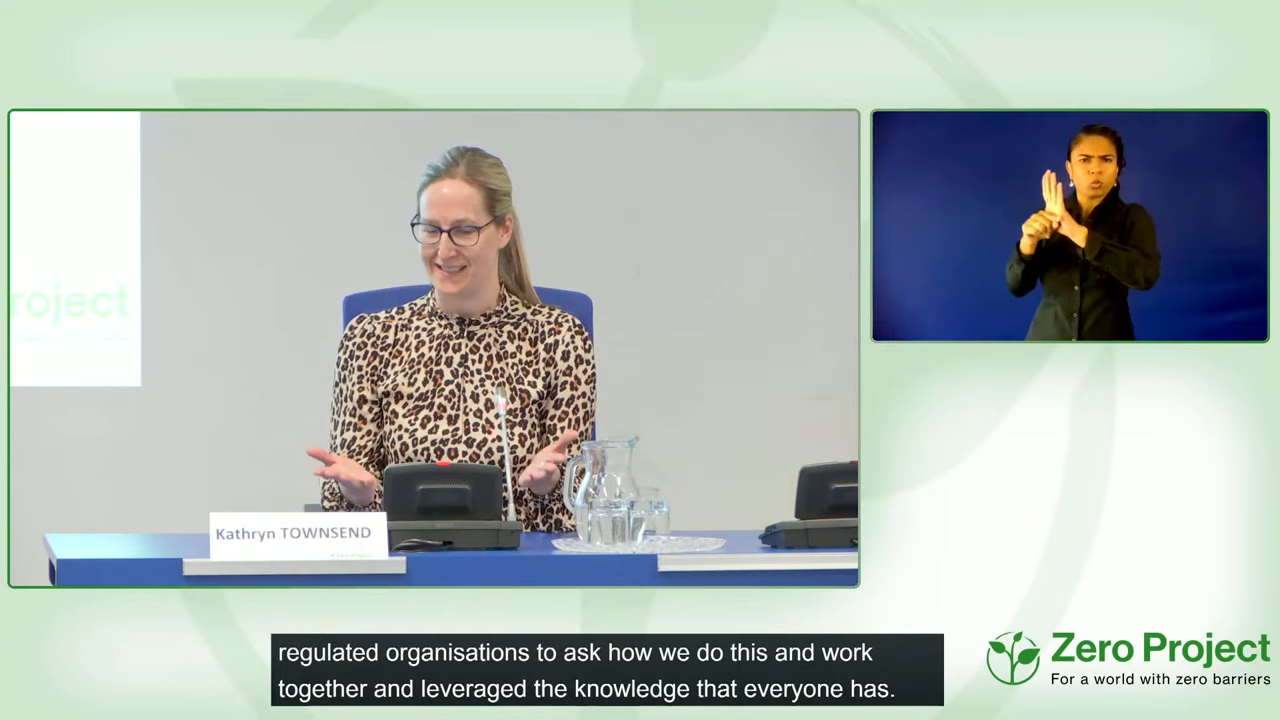 roject
Kathryn TOWNSEND
regulated organisations to ask how we do this and work
together and leveraged the knowledge that everyone has.
Zero Project
For a world with zero barriers